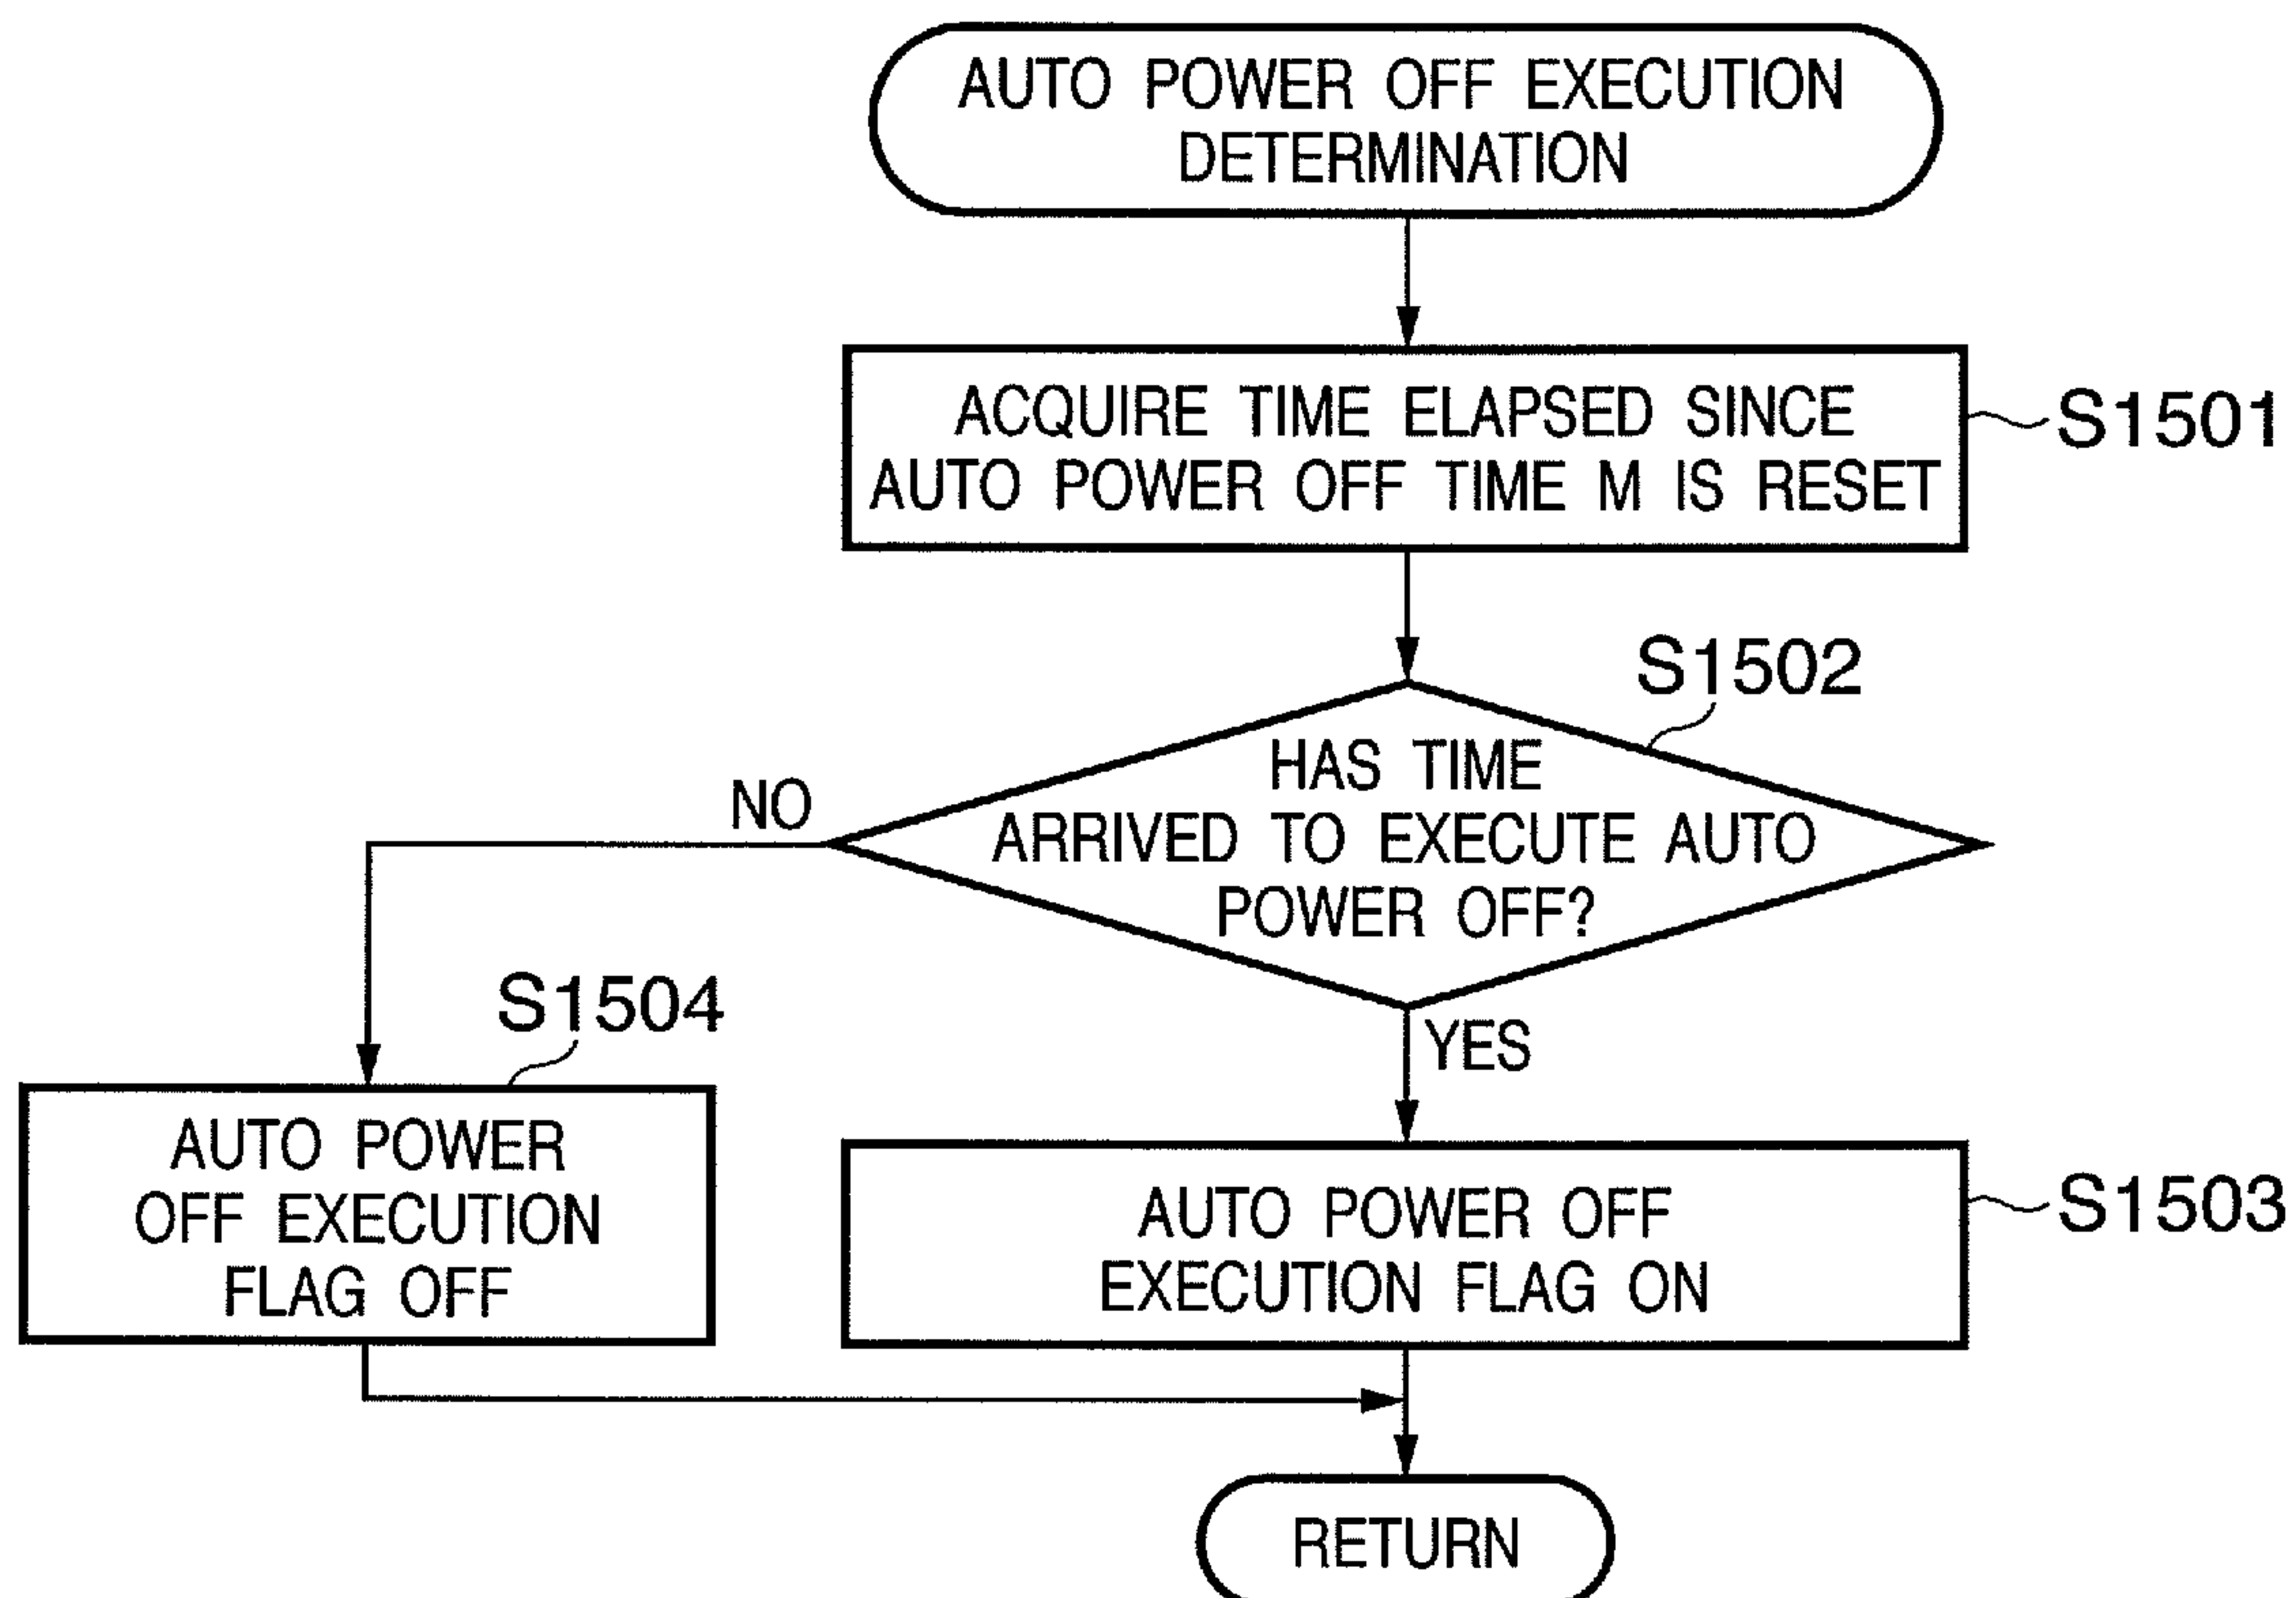 AUTO POWER OFF EXECUTION
DETERMINATION
ACQUIRE TIME ELAPSED SINCE
AUTO POWER OFF TIME M IS RESET
S1501
S1502
HAS TIME
ARRIVED TO EXECUTE AUTO
POWER OFF?
NO
YES
S1504
AUTO POWER
OFF EXECUTION
FLAG OFF
AUTO POWER OFF
EXECUTION FLAG ON
S1503
RETURN